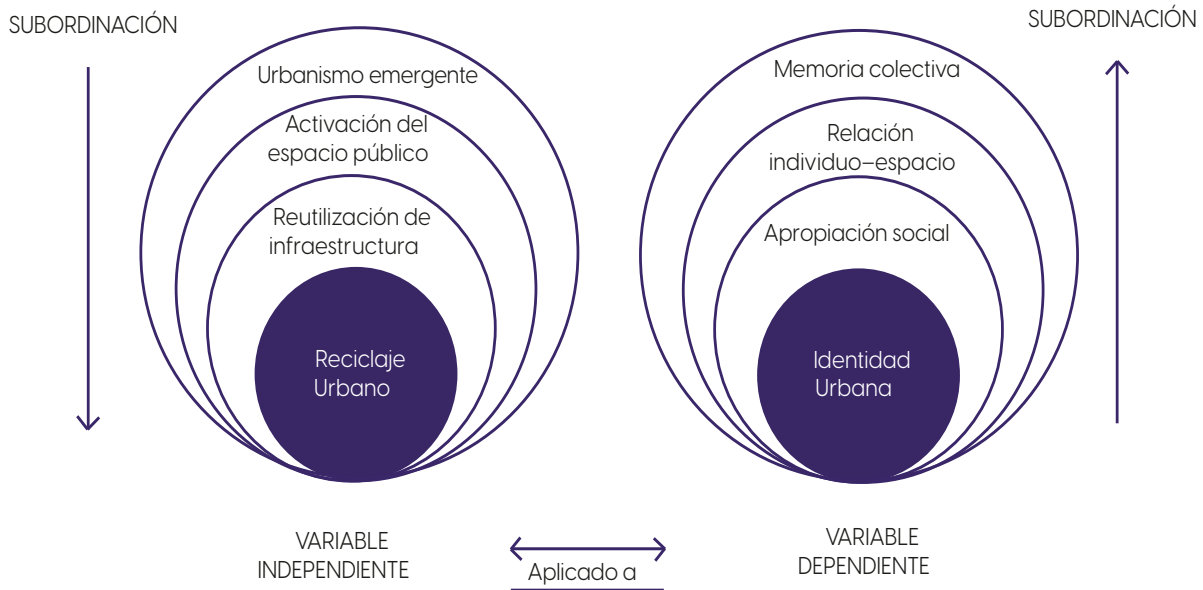 SUBORDINACIÓN
Urbanismo emergente
Activación del
espacio público
Reutilización de
infraestructura
Reciclaje
Urbano
VARIABLE
INDEPENDIENTE
Aplicado a
SUBORDINACIÓN
Memoria colectiva
Relación
individuo–espacio
Apropiación social
Identidad
Urbana
VARIABLE
DEPENDIENTE